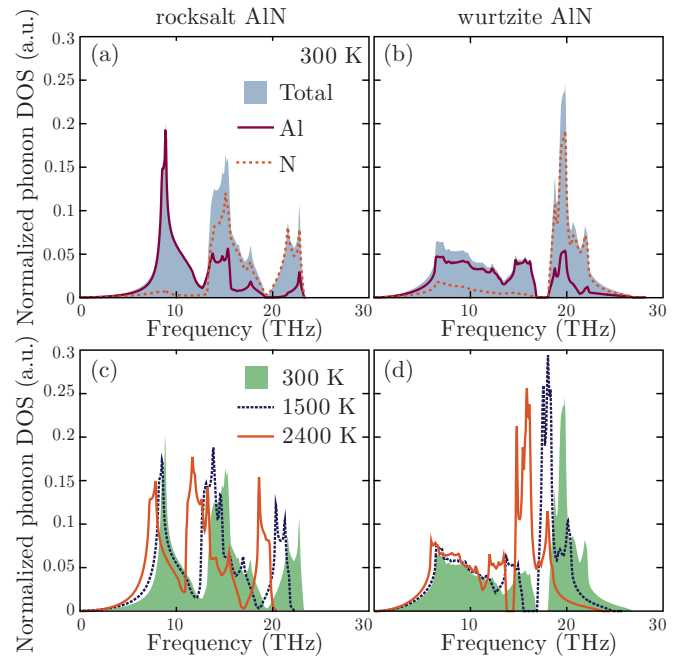 rocksalt AlN
wurtzite AlN
Normalized phonon DOS (a.u.)
0.3
0.25
0.2
0.15
0.1
0.05
0
(a)
300 K
Total
Al
N
0
10
20
30
Frequency (THz)
(b)
0
10
20
30
Frequency (THz)
Normalized phonon DOS (a.u.)
0.3
0.25
0.2
0.15
0.1
0.05
0
(c)
300 K
1500 K
2400 K
0
10
20
30
Frequency (THz)
(d)
0
10
20
30
Frequency (THz)